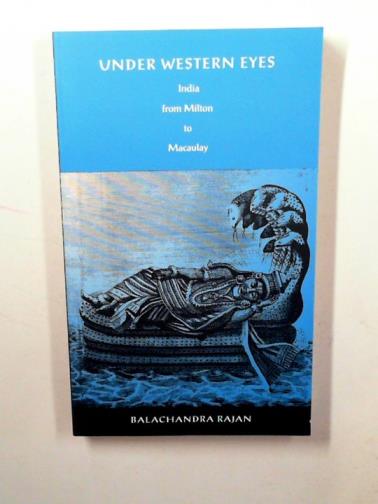 UNDER WESTERN EYES
India
from Milton
to
Macaulay
BALACHANDRA RAJAN